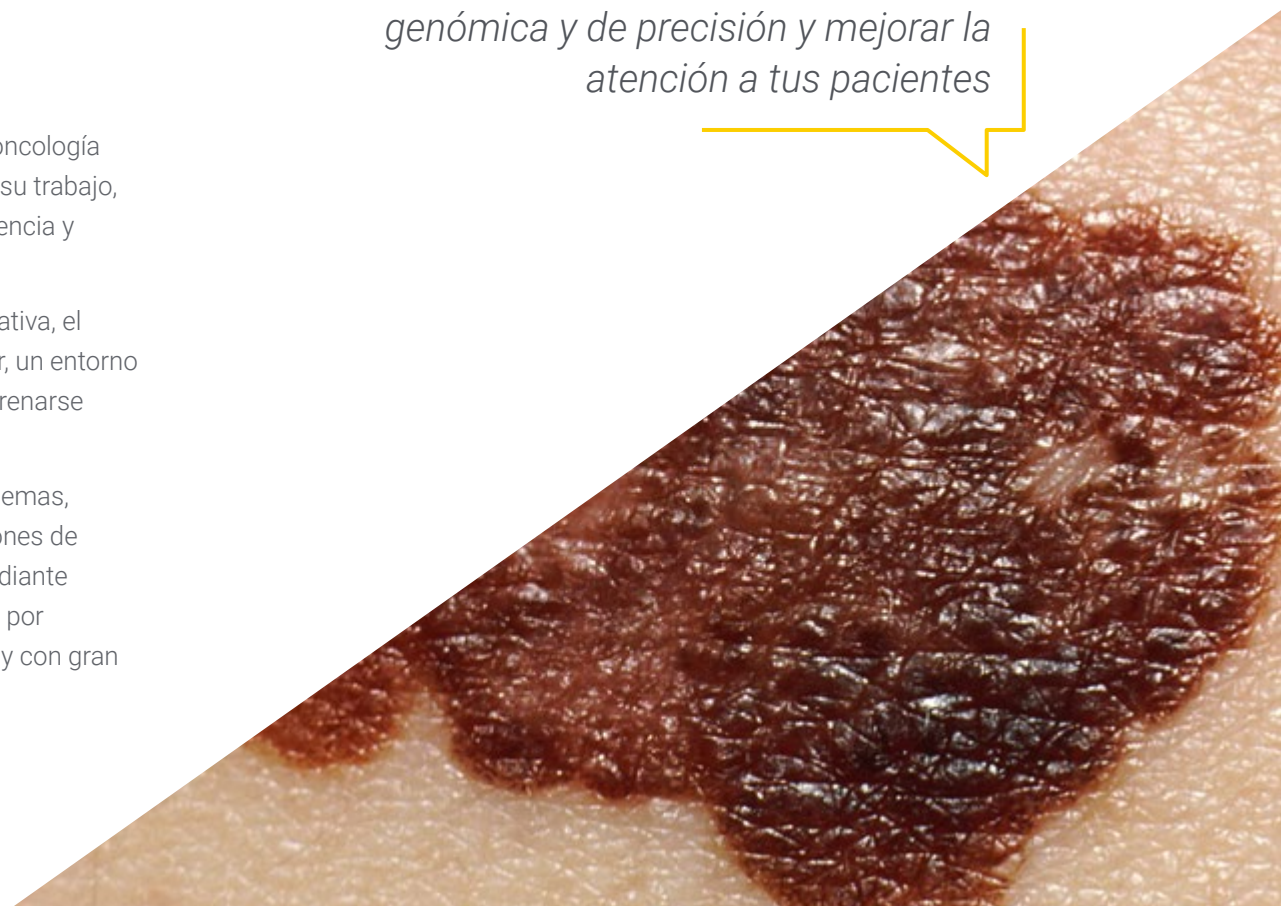 genómica y de precisión y mejorar la
atención a tus pacientes
oncología
su trabajo,
encia y
ativa, el
r, un entorno
renarse
emas,
ones de
diante
por
y con gran